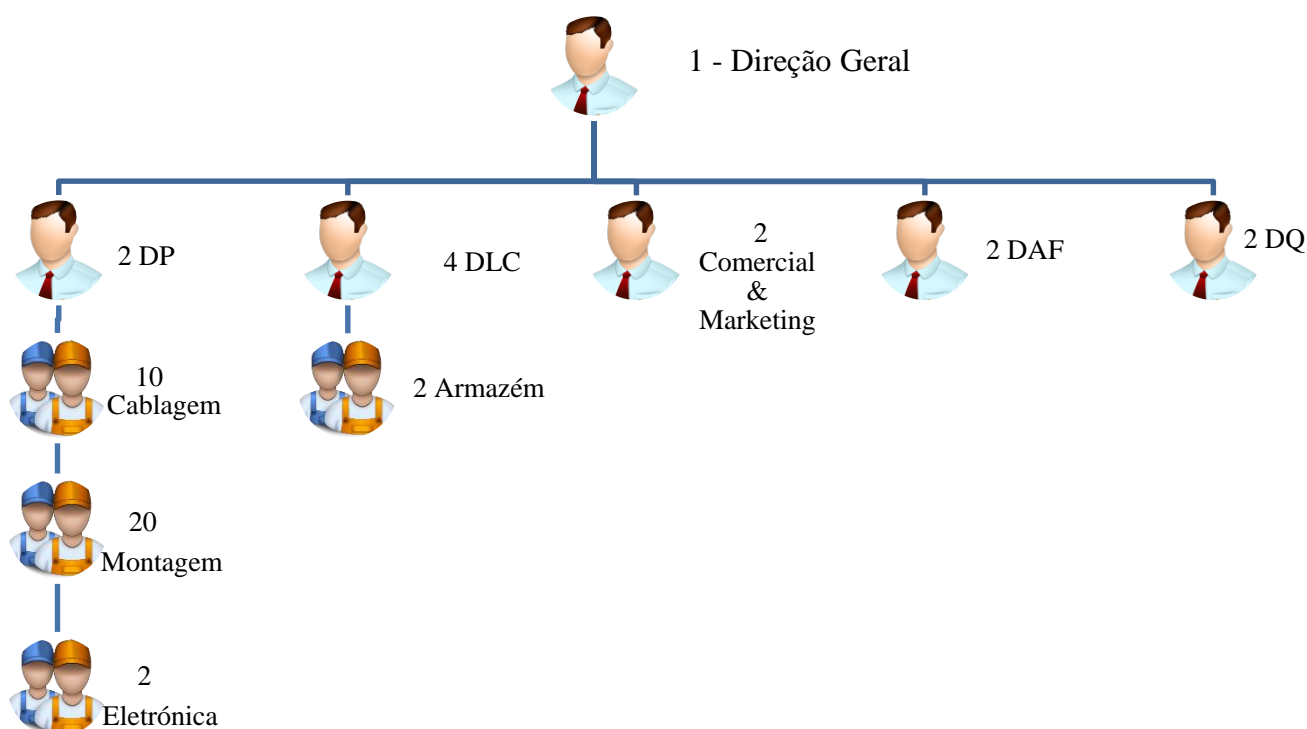 1 - Direção Geral
2 DP
4 DLC
2
Comercial
&
Marketing
2 DAF
2 DQ
10
Cablagem
2 Armazém
20
Montagem
2
Eletrónica